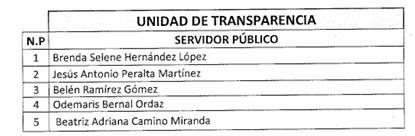 UNIDAD DE TRANSPARENCIA
N.P SERVIDOR PÚBLICO
1 Brenda Selene Hernández López
2 Jesús Antonio Peralta Martínez
3 Belén Ramírez Gómez
4 Odemaris Bernal Ordaz
5 Beatriz Adriana Camino Miranda